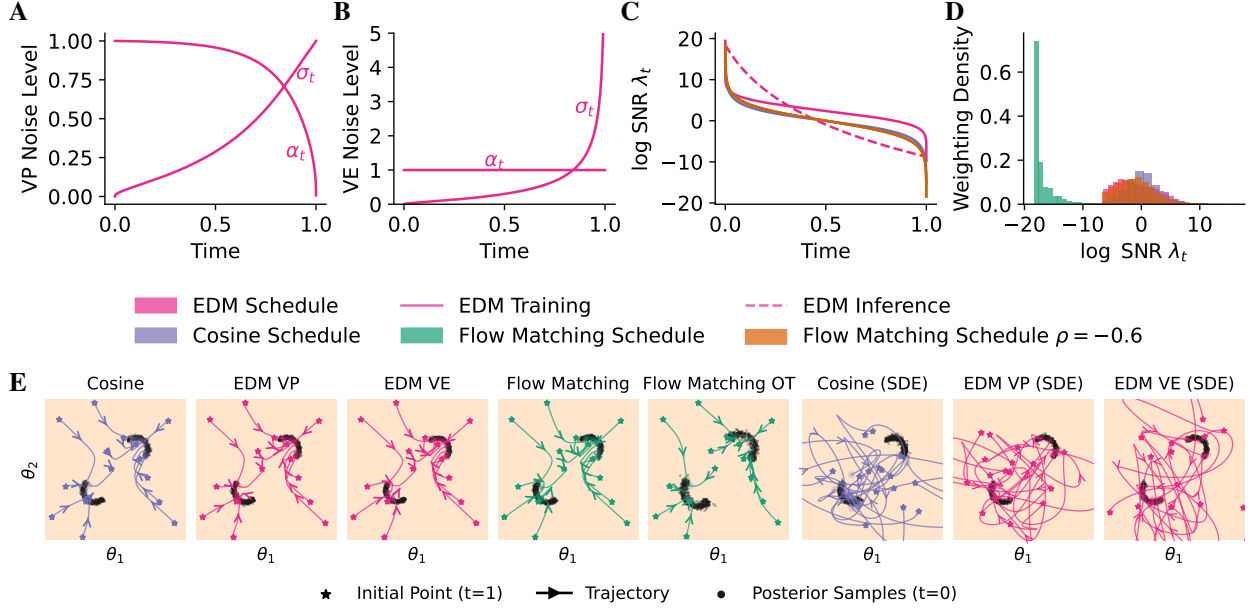 A
VP Noise Level
1.00
0.75
0.50
0.25
0.00
σt
αt
0.0 0.5 1.0
Time
B
VE Noise Level
5
4
3
2
1
0
σt
αt
0.0 0.5 1.0
Time
C
log SNR λt
20
10
0
−10
−20
0.0 0.5 1.0
Time
D
Weighting Density
0.6
0.4
0.2
0.0
−20 −10 0 10
log SNR λt
EDM Schedule EDM Training EDM Inference
Cosine Schedule Flow Matching Schedule Flow Matching Schedule ρ = −0.6
E
Cosine EDM VP EDM VE Flow Matching Flow Matching OT Cosine (SDE) EDM VP (SDE) EDM VE (SDE)
θ2
θ1 θ1 θ1 θ1 θ1 θ1 θ1 θ1
Initial Point (t=1) Trajectory Posterior Samples (t=0)